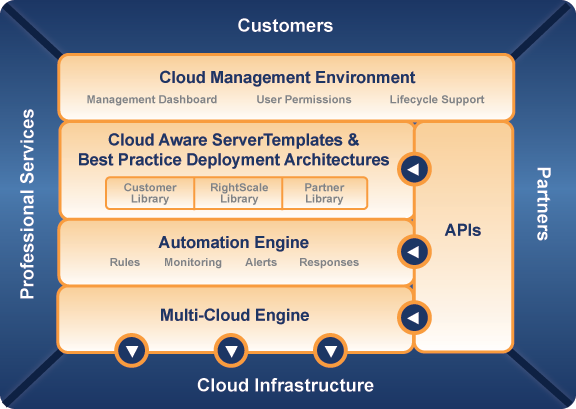 Customers
Cloud Management Environment
Management Dashboard User Permissions Lifecycle Support
Professional Services
Cloud Aware ServerTemplates &
Best Practice Deployment Architectures
Customer Library
RightScale Library
Partner Library
APIs
Partners
Automation Engine
Rules Monitoring Alerts Responses
Multi-Cloud Engine
Cloud Infrastructure